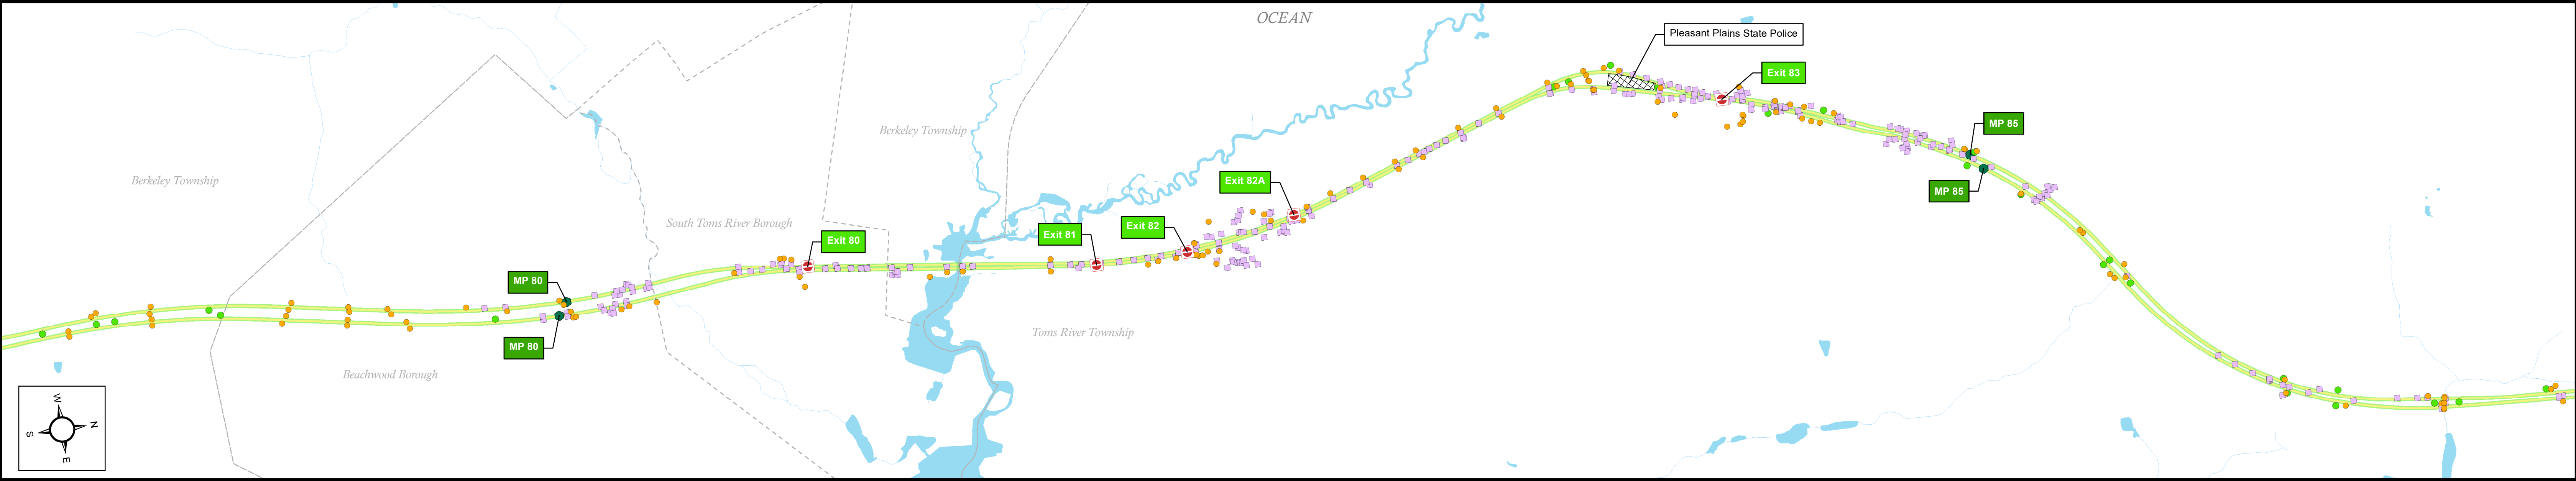 OCEAN
Pleasant Plains State Police
Exit 83
MP 85
Berkeley Township
Berkeley Township
Exit 82A
MP 85
South Toms River Borough
Exit 82
Exit 81
Exit 80
MP 80
Toms River Township
MP 80
Beachwood Borough
W
N
S
E